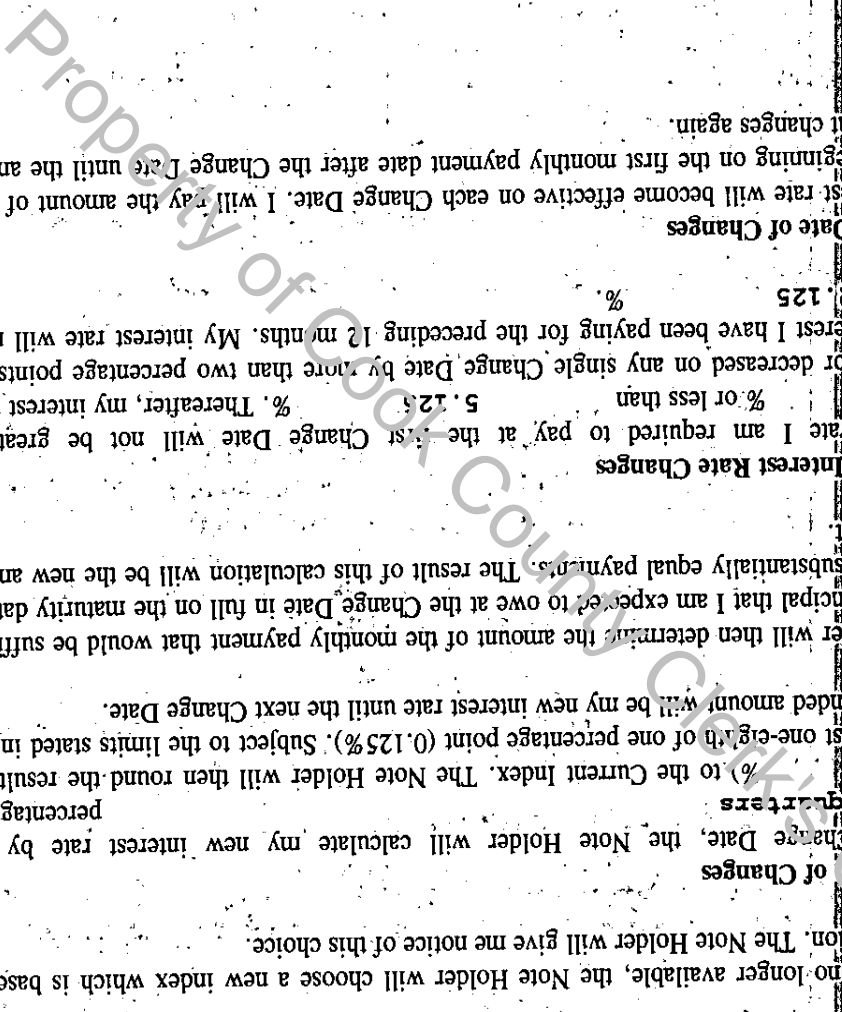 no longer available, the Note Holder will choose a new index which is base
ion. The Note Holder will give me notice of this choice.
of Changes
Change Date, the Note Holder will calculate my new interest rate by
quarters percentag
%) to the Current Index. The Note Holder will then round the result
st one-eighth of one percentage point (0.125%). Subject to the limits stated in
nded amount will be my new interest rate until the next Change Date.
er will then determine the amount of the monthly payment that would be suffi
ncipal that I am expected to owe at the Change Date in full on the maturity dat
substantially equal payments. The result of this calculation will be the new am
t.
Interest Rate Changes
rate I am required to pay at the first Change Date will not be great
% or less than 5.125 %. Thereafter, my interest
or decreased on any single Change Date by more than two percentage points
erest I have been paying for the preceding 12 months. My interest rate will
.125 %.
Date of Changes
st rate will become effective on each Change Date. I will pay the amount of
eginning on the first monthly payment date after the Change Date until the am
t changes again.
Property of Cook County Clerk's